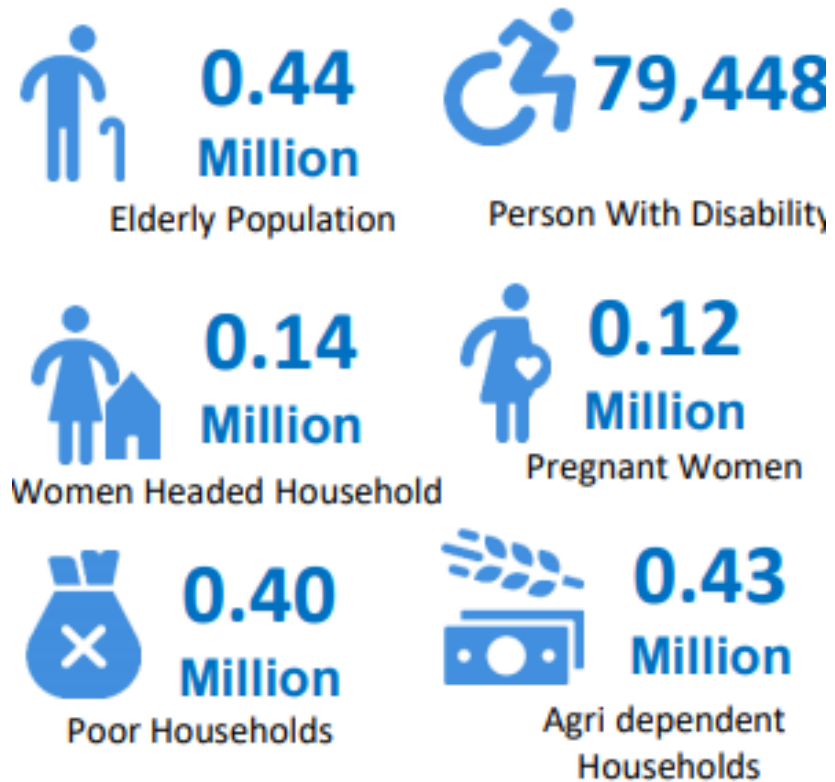 0.44
Million
Elderly Population
79,448
Person With Disability
0.14
Million
Women Headed Household
0.12
Million
Pregnant Women
0.40
Million
Poor Households
0.43
Million
Agri dependent
Households